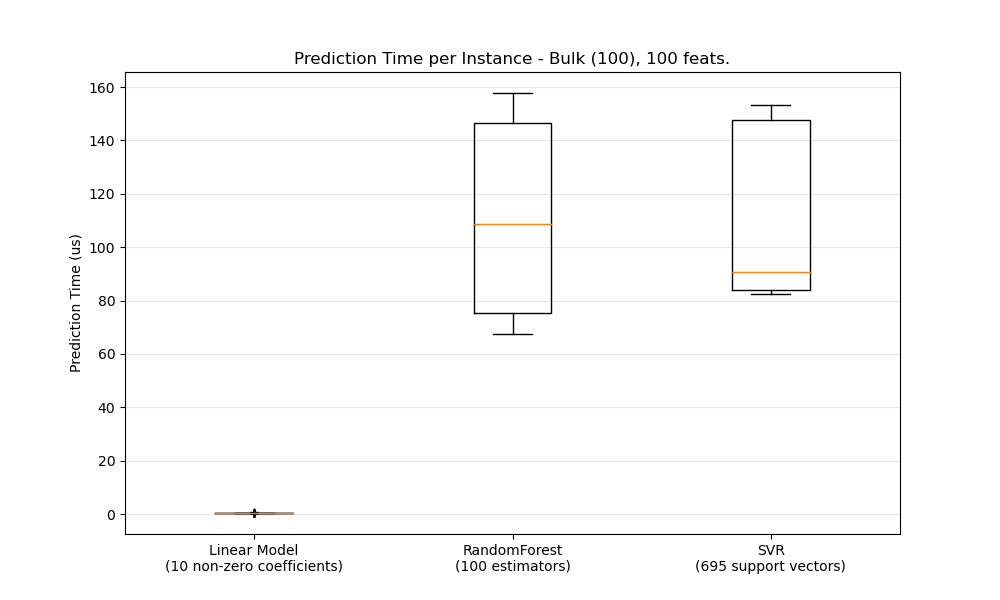 Prediction Time per Instance - Bulk (100), 100 feats.
Prediction Time (us)
160
140
120
100
80
60
40
20
0
Linear Model
(10 non-zero coefficients)
RandomForest
(100 estimators)
SVR
(695 support vectors)